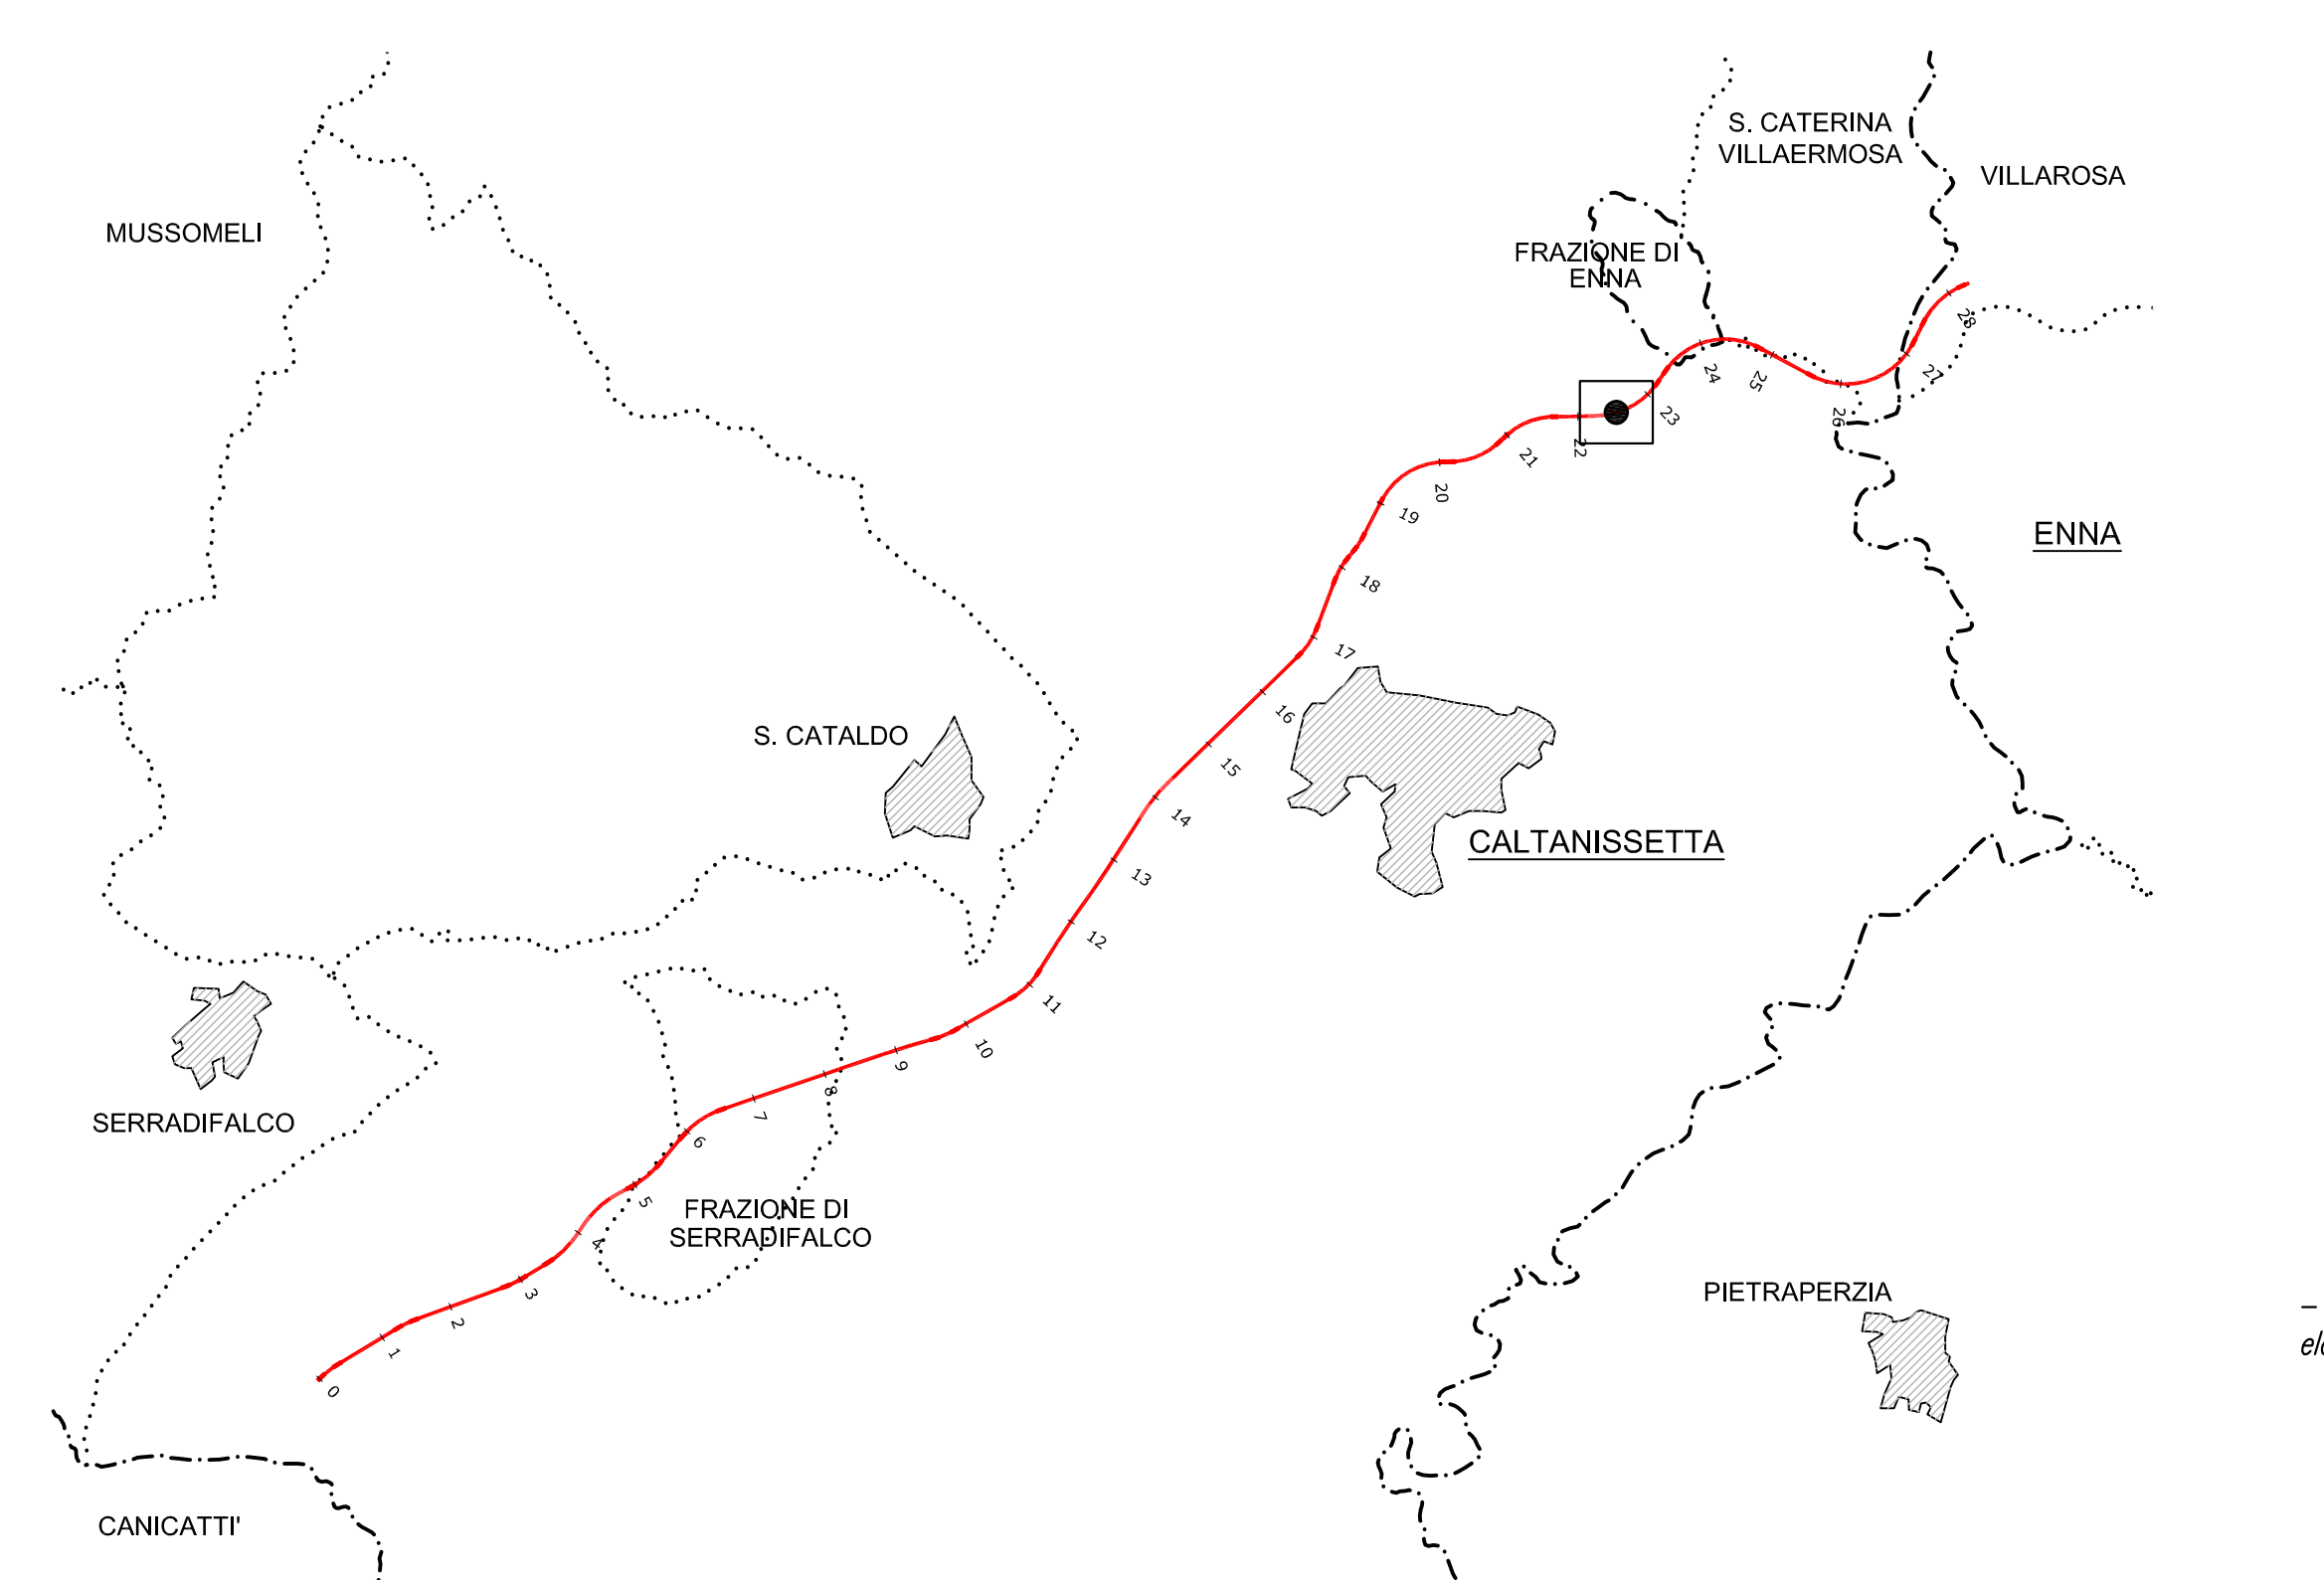 S. CATERINA
VILLAERMOSA
VILLAROSA
MUSSOMELI
FRAZIONE DI
ENNA
28
24
25
27
23
26
22
21
20
19
ENNA
18
17
16
S. CATALDO
15
14
CALTANISSETTA
13
12
11
10
9
8
7
SERRADIFALCO
6
5
FRAZIONE DI
SERRADIFALCO
4
3
PIETRAPERZIA
2
1
0
CANICATTI'